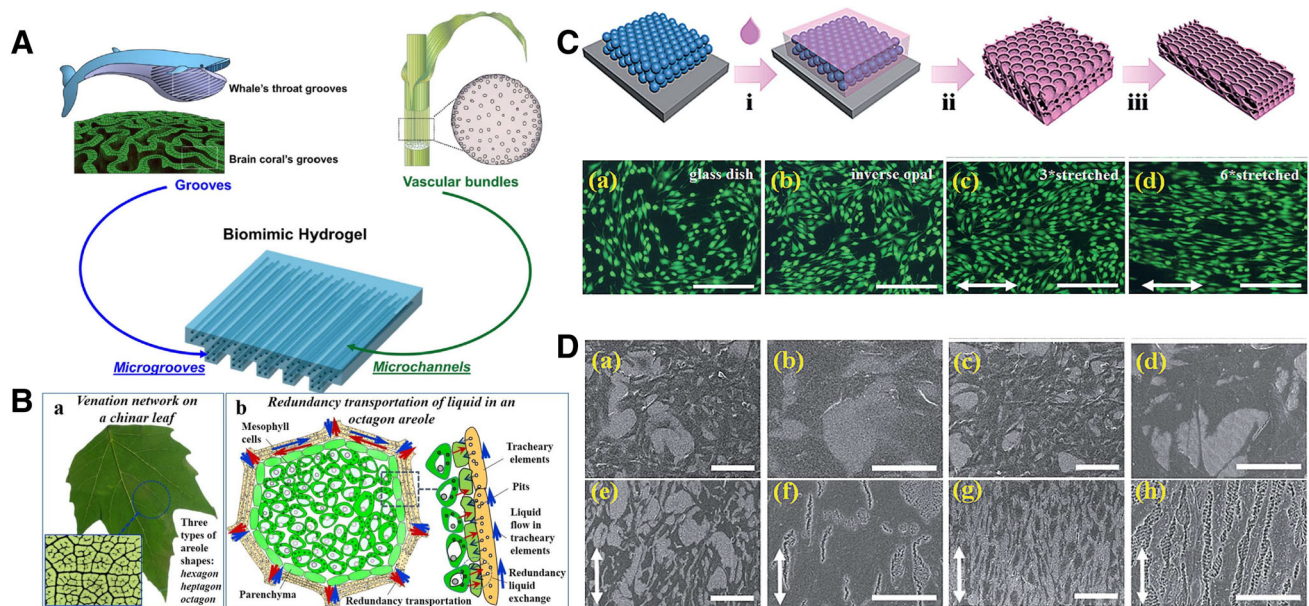 A
Whale's throat grooves
Brain coral's grooves
Grooves
Vascular bundles
Biomimic Hydrogel
Microgrooves
Microchannels
B
a
Venation network on
a chinar leaf
Three
types of
areole
shapes:
hexagon
heptagon
octagon
b
Redundancy transportation of liquid in an
octagon areole
Mesophyll
cells
Tracheary
elements
Pits
Liquid
flow in
tracheary
elements
Redundancy
liquid
exchange
Parenchyma
Redundancy transportation
C
i
ii
iii
(a)
glass dish
(b)
inverse opal
(c)
3*stretched
(d)
6*stretched
D
(a)
(b)
(c)
(d)
(e)
(f)
(g)
(h)